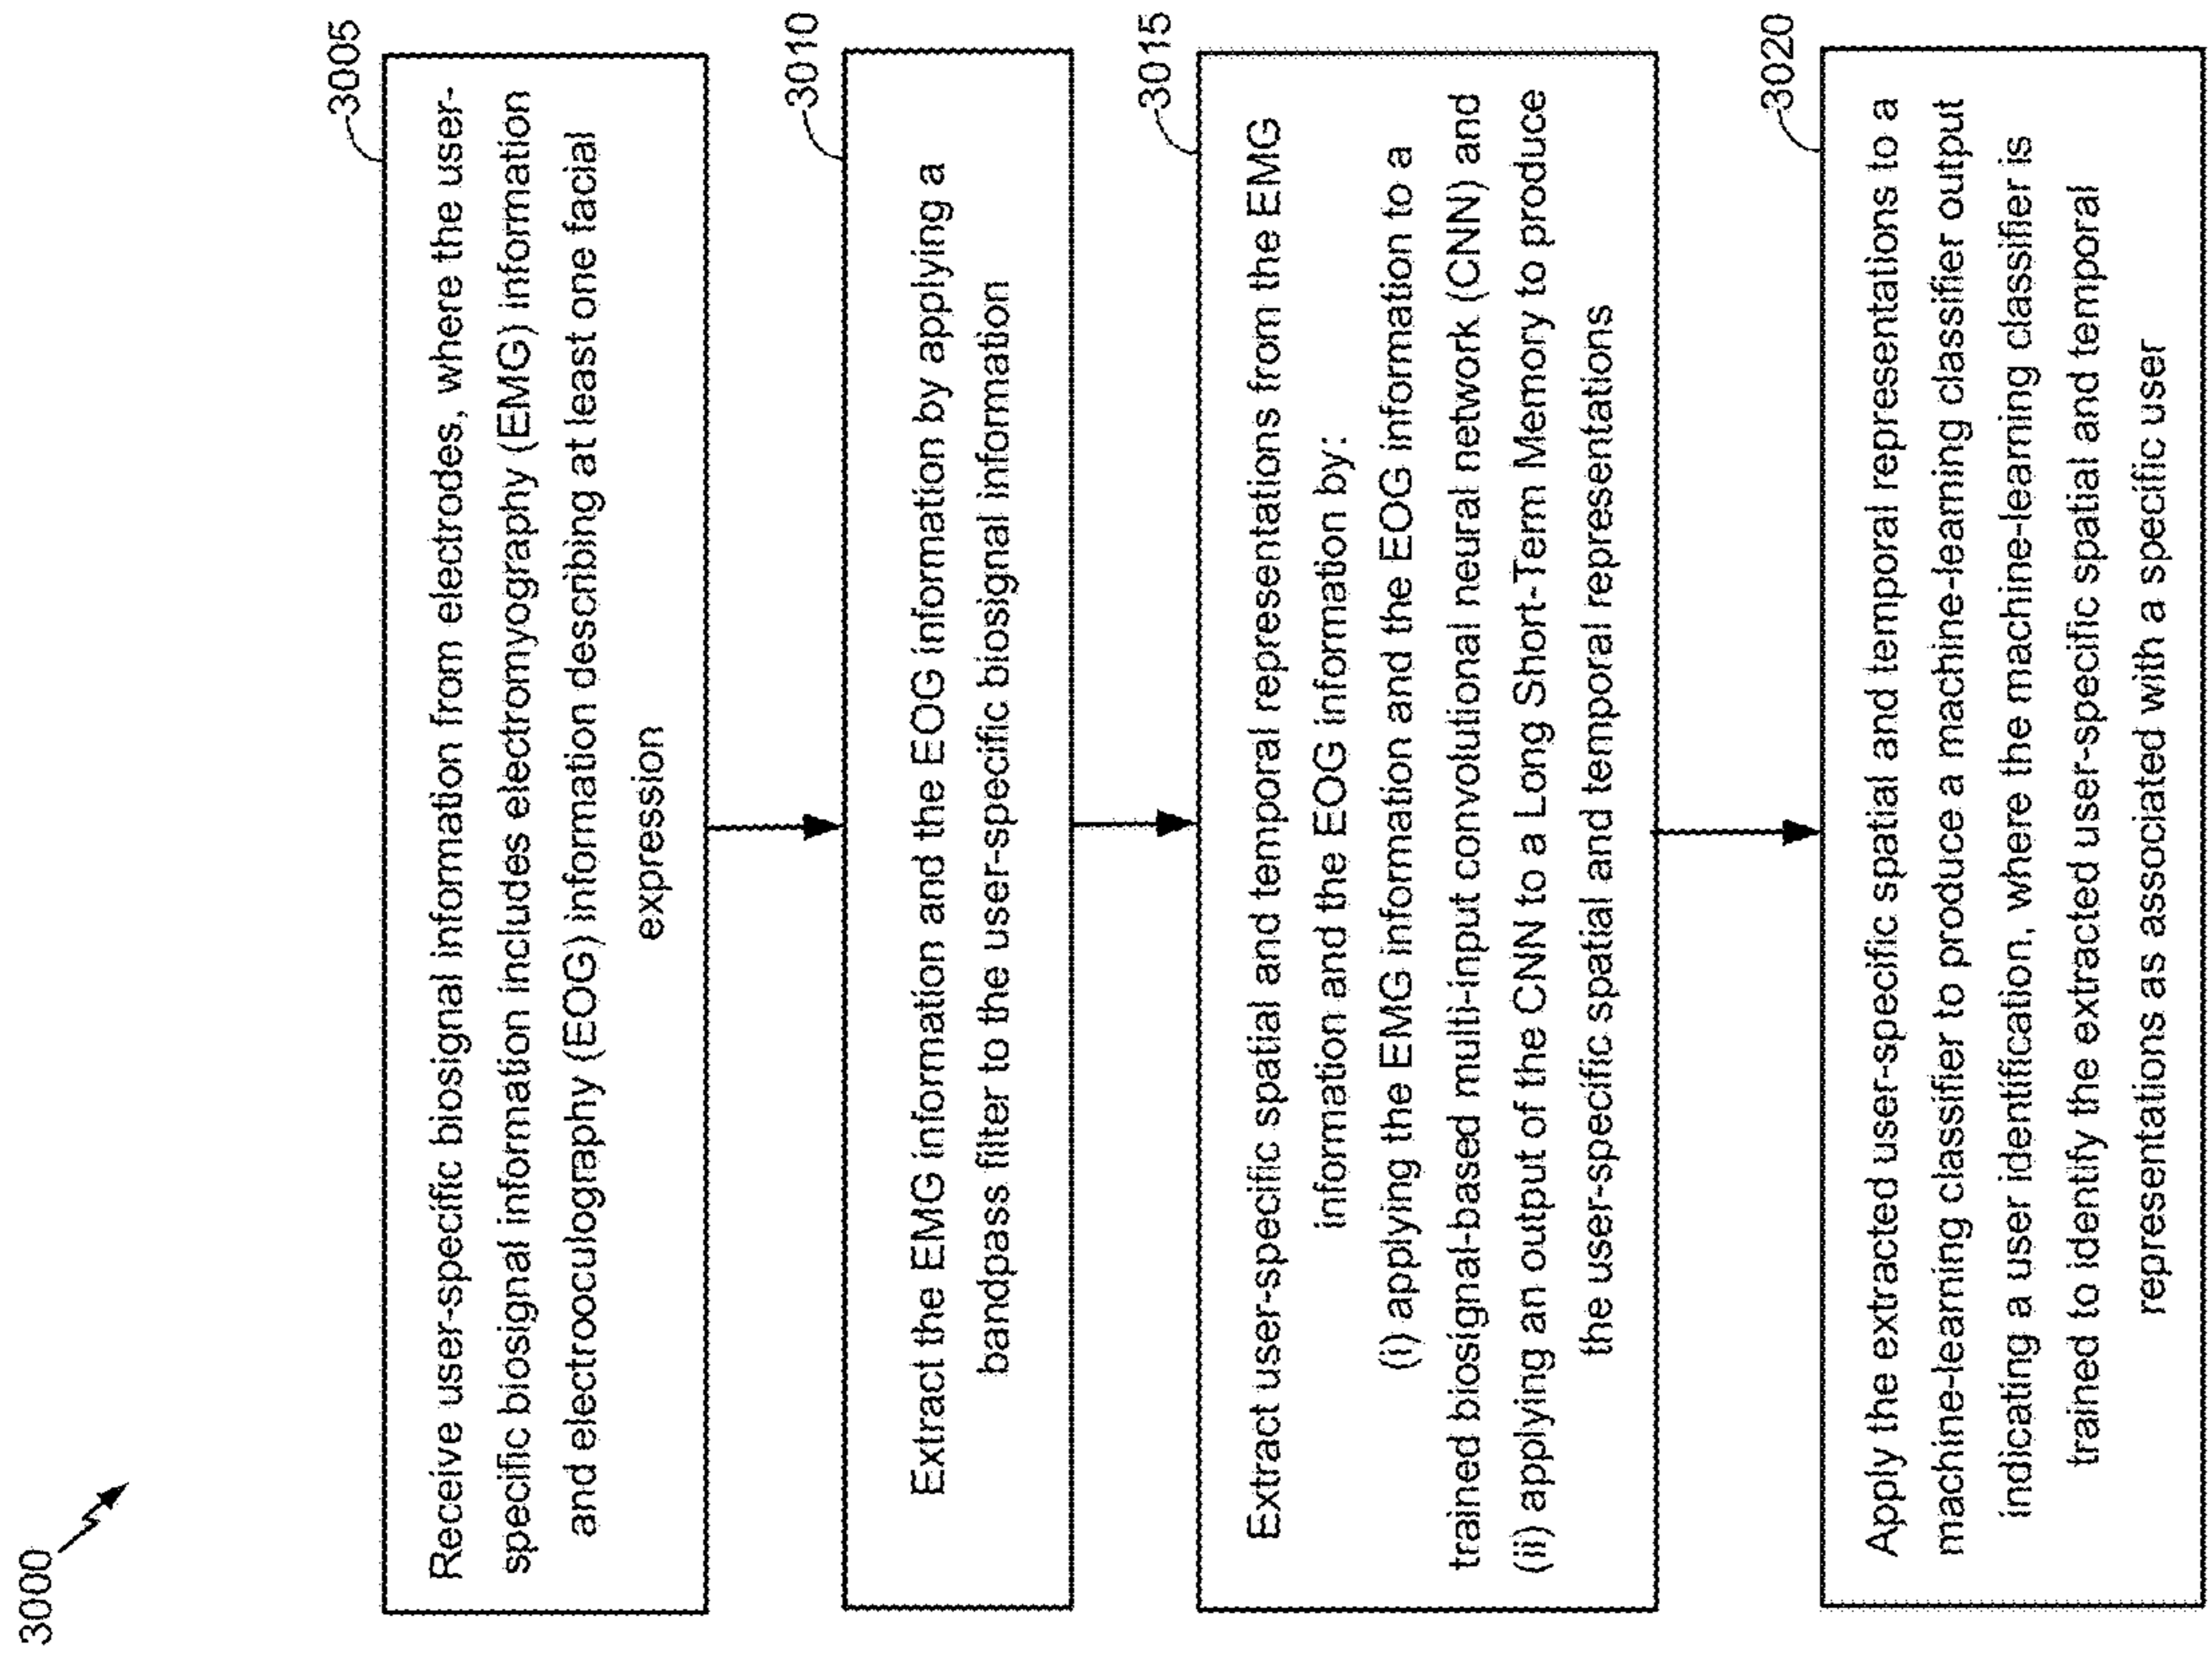 3000
3005
Receive user-specific biosignal information from electrodes, where the user-
specific biosignal information includes electromyography (EMG) information
and electrooculography (EOG) information describing at least one facial
expression
3010
Extract the EMG information and the EOG information by applying a
bandpass filter to the user-specific biosignal information
3015
Extract user-specific spatial and temporal representations from the EMG
information and the EOG information by:
(i) applying the EMG information and the EOG information to a
trained biosignal-based multi-input convolutional neural network (CNN) and
(ii) applying an output of the CNN to a Long Short-Term Memory to produce
the user-specific spatial and temporal representations
3020
Apply the extracted user-specific spatial and temporal representations to a
machine-learning classifier to produce a machine-learning classifier output
indicating a user identification, where the machine-learning classifier is
trained to identify the extracted user-specific spatial and temporal
representations as associated with a specific user